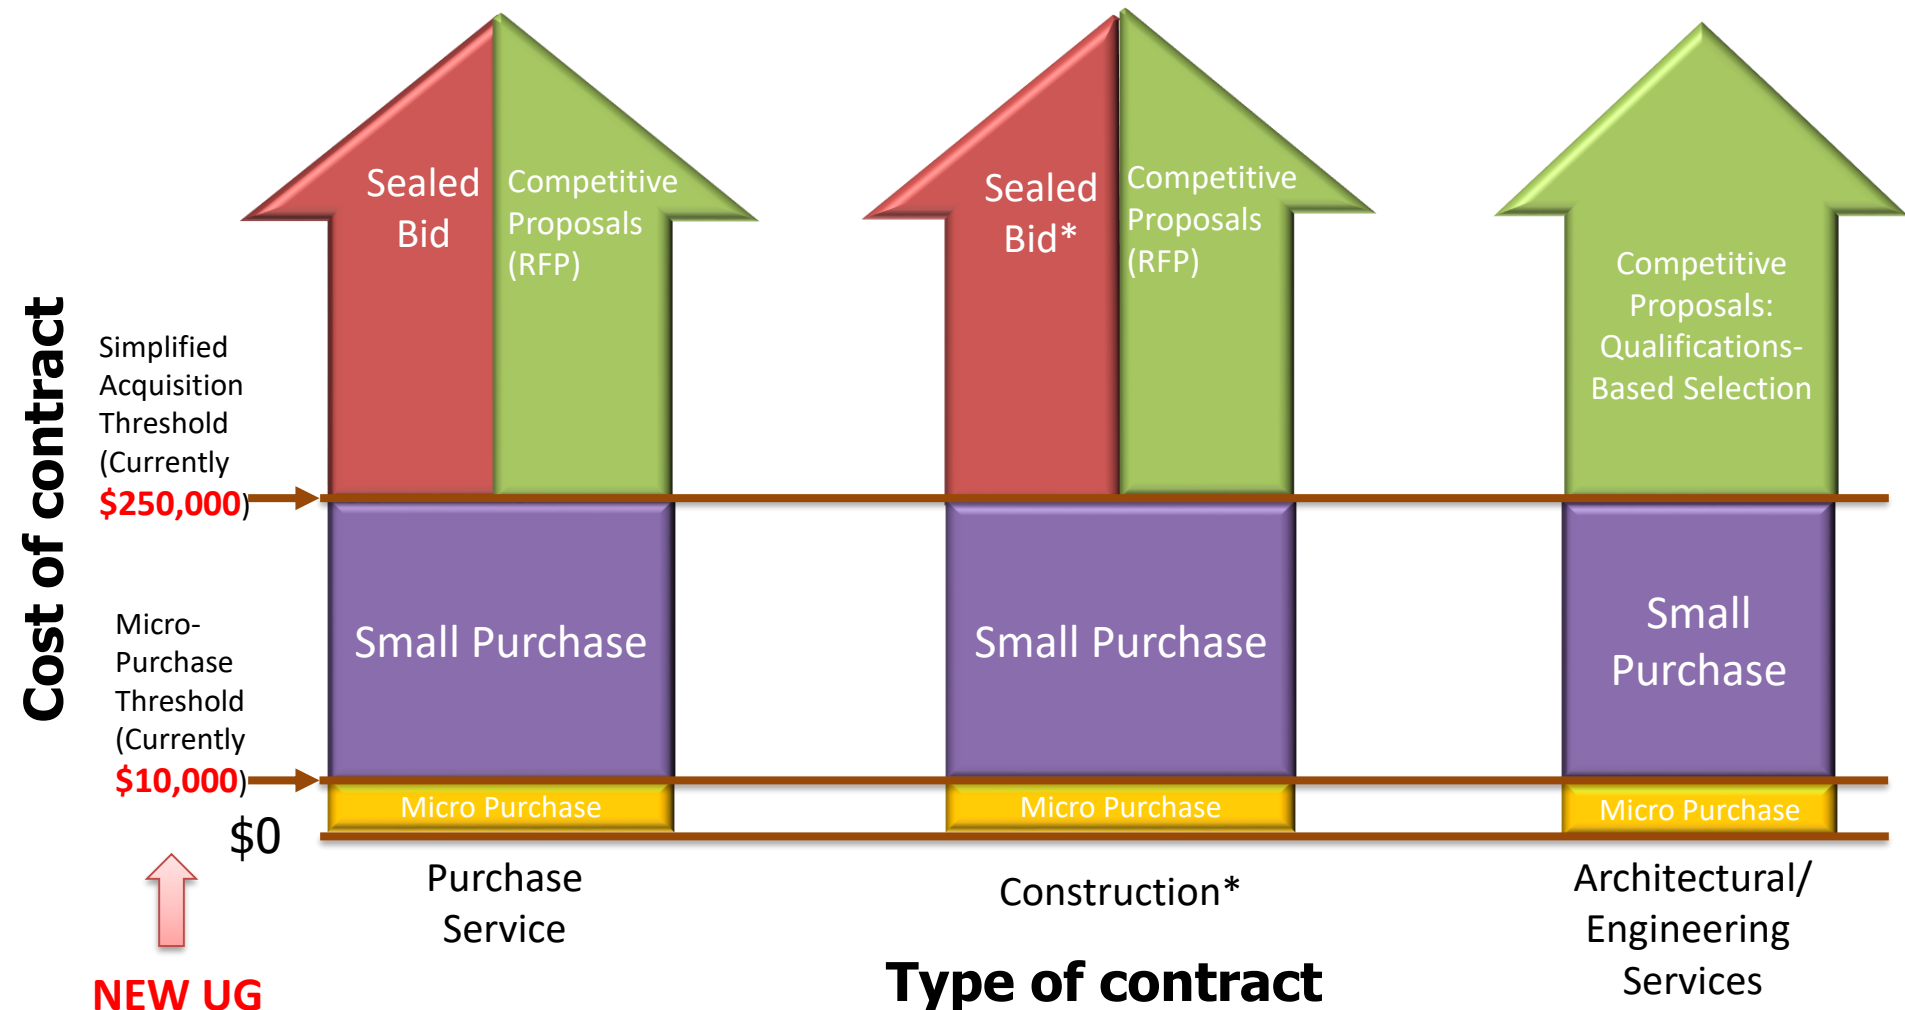 Cost of contract
Simplified
Acquisition
Threshold
(Currently
$250,000)
Micro-
Purchase
Threshold
(Currently
$10,000)
$0
NEW UG
Sealed
Bid
Competitive
Proposals
(RFP)
Small Purchase
Micro Purchase
Purchase
Service
Sealed
Bid*
Competitive
Proposals
(RFP)
Small Purchase
Micro Purchase
Construction*
Competitive
Proposals:
Qualifications-
Based Selection
Small
Purchase
Micro Purchase
Architectural/
Engineering
Services
Type of contract